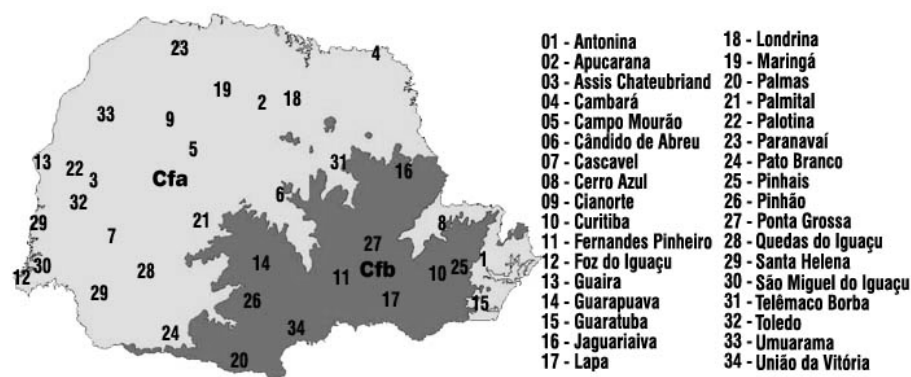 23
4
19
2
18
33
9
5
13
22
31
16
3
Cfa
32
6
29
21
8
7
27
1
14
Cfb
30
28
11
10
25
12
29
26
17
15
34
24
20
01 - Antonina
02 - Apucarana
03 - Assis Chateubriand
04 - Cambará
05 - Campo Mourão
06 - Cândido de Abreu
07 - Cascavel
08 - Cerro Azul
09 - Cianorte
10 - Curitiba
11 - Fernandes Pinheiro
12 - Foz do Iguaçu
13 - Guaira
14 - Guarapuava
15 - Guaratuba
16 - Jaguariaiva
17 - Lapa
18 - Londrina
19 - Maringá
20 - Palmas
21 - Palmital
22 - Palotina
23 - Paranavaí
24 - Pato Branco
25 - Pinhais
26 - Pinhão
27 - Ponta Grossa
28 - Quedas do Iguaçu
29 - Santa Helena
30 - São Miguel do Iguaçu
31 - Telêmaco Borba
32 - Toledo
33 - Umuarama
34 - União da Vitória